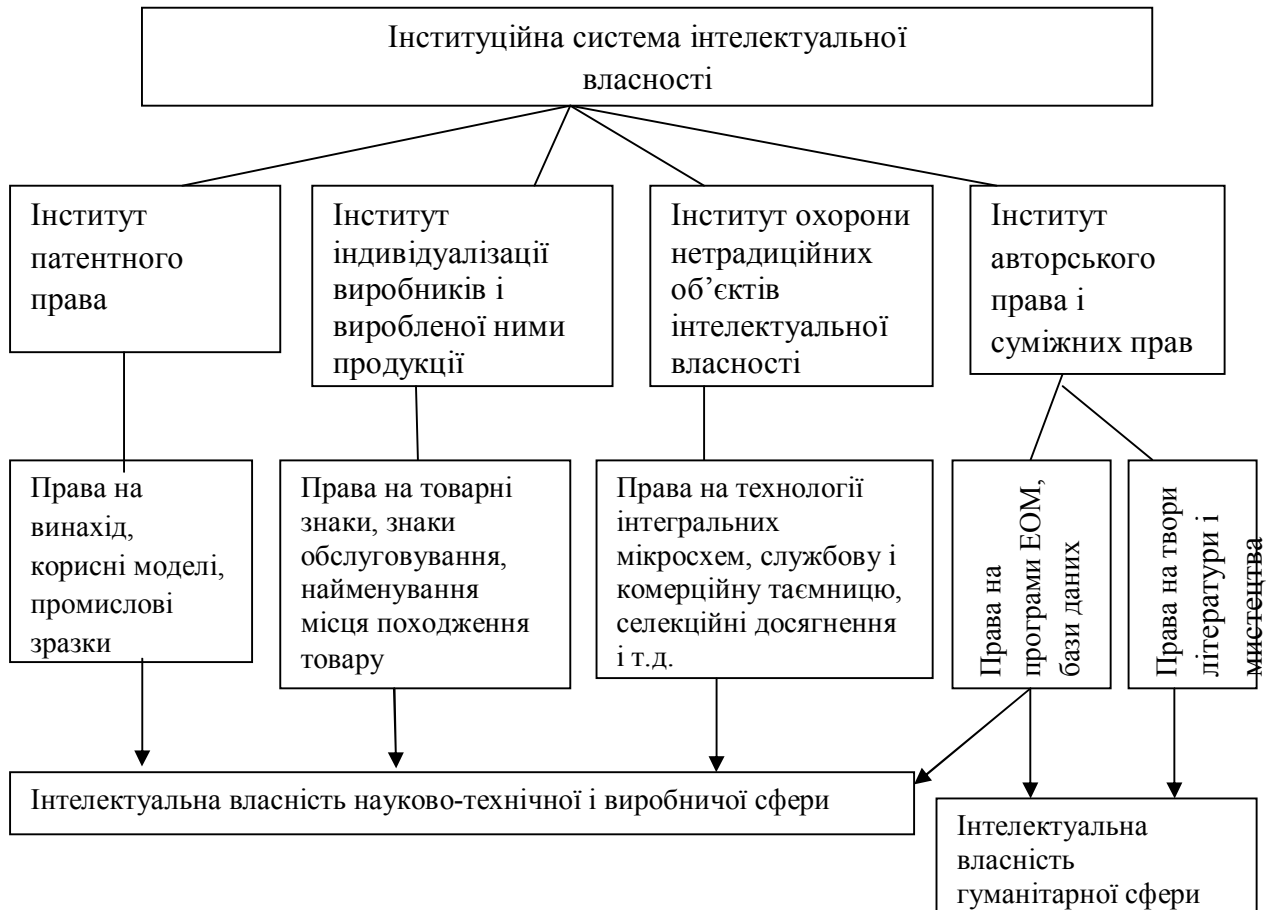 Інституційна система інтелектуальної
власності
Інститут
патентного
права
Інститут
індивідуалізації
виробників і
виробленої ними
продукції
Інститут охорони
нетрадиційних
об’єктів
інтелектуальної
власності
Інститут
авторського
права і
суміжних прав
Права на
винахід,
корисні моделі,
промислові
зразки
Права на товарні
знаки, знаки
обслуговування,
найменування
місця походження
товару
Права на технології
інтегральних
мікросхем, службову і
комерційну таємницю,
селекційні досягнення
і т.д.
Права на
програми ЕОМ,
бази даних
Права на твори
літератури і
мистецтва
Інтелектуальна власність науково-технічної і виробничої сфери
Інтелектуальна
власність
гуманітарної сфери